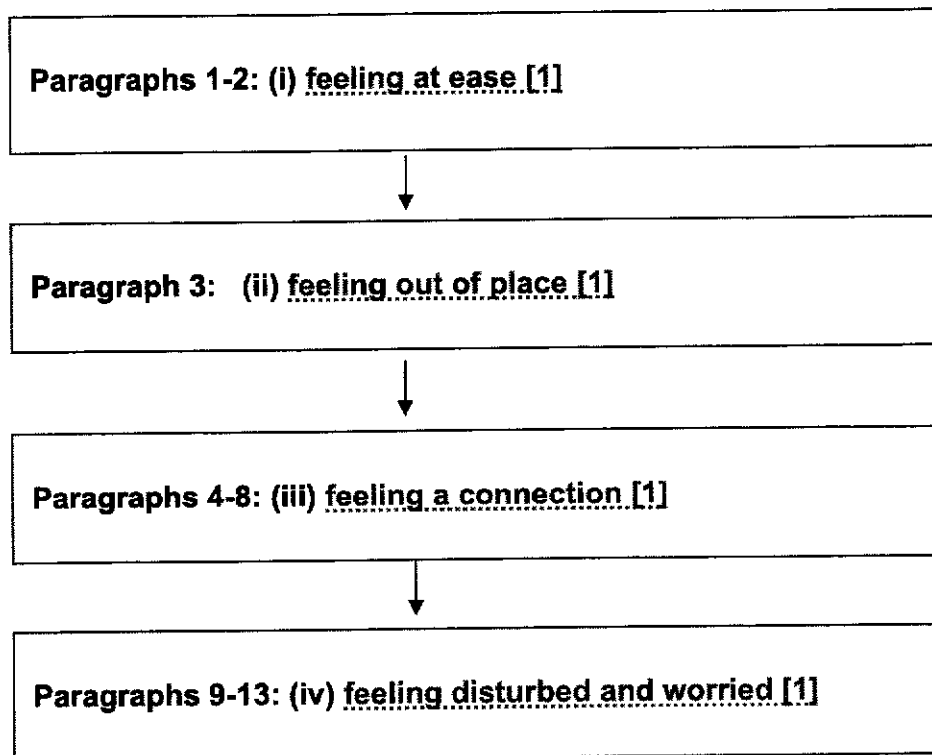 Paragraphs 1-2: (i) feeling at ease [1]
Paragraph 3: (ii) feeling out of place [1]
Paragraphs 4-8: (iii) feeling a connection [1]
Paragraphs 9-13: (iv) feeling disturbed and worried [1]